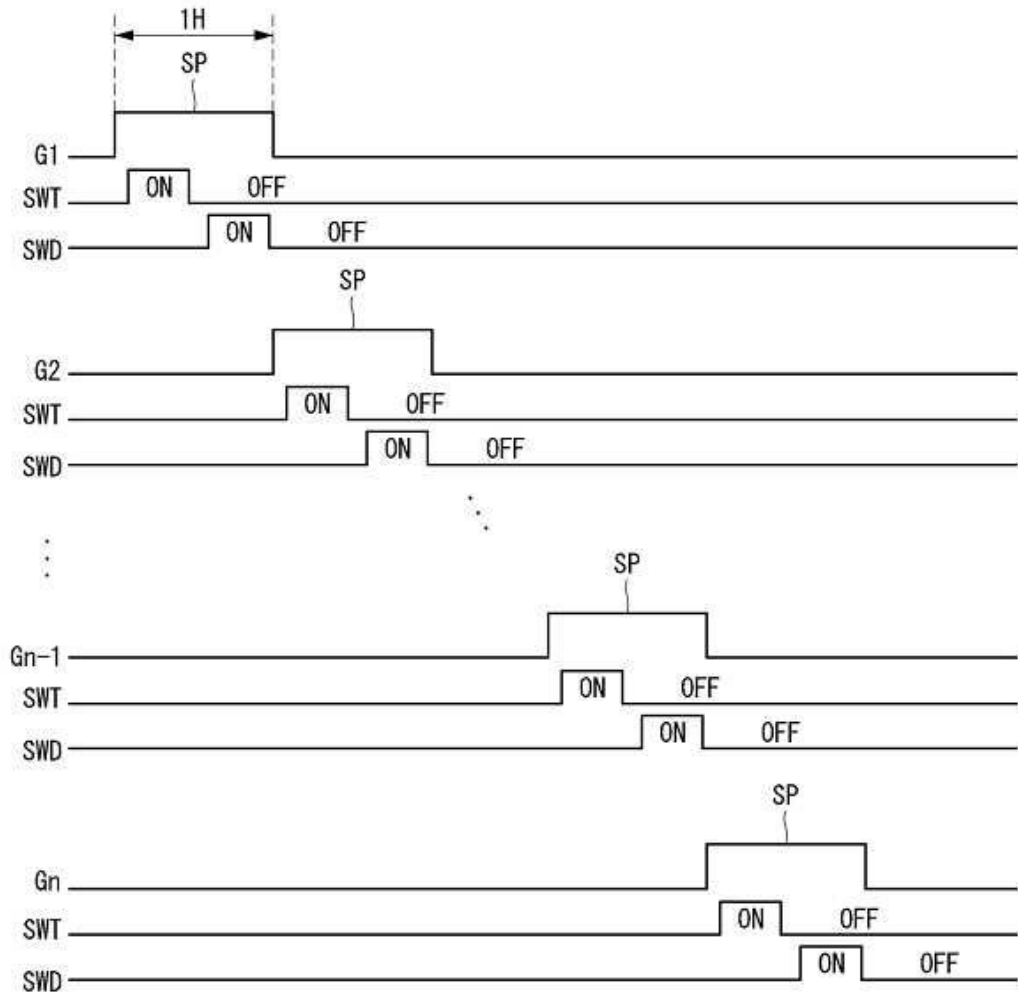 1H
SP
G1
SWT ON OFF
SWD ON OFF
SP
G2
SWT ON OFF
SWD ON OFF
SP
Gn-1
SWT ON OFF
SWD ON OFF
SP
Gn
SWT ON OFF
SWD ON OFF